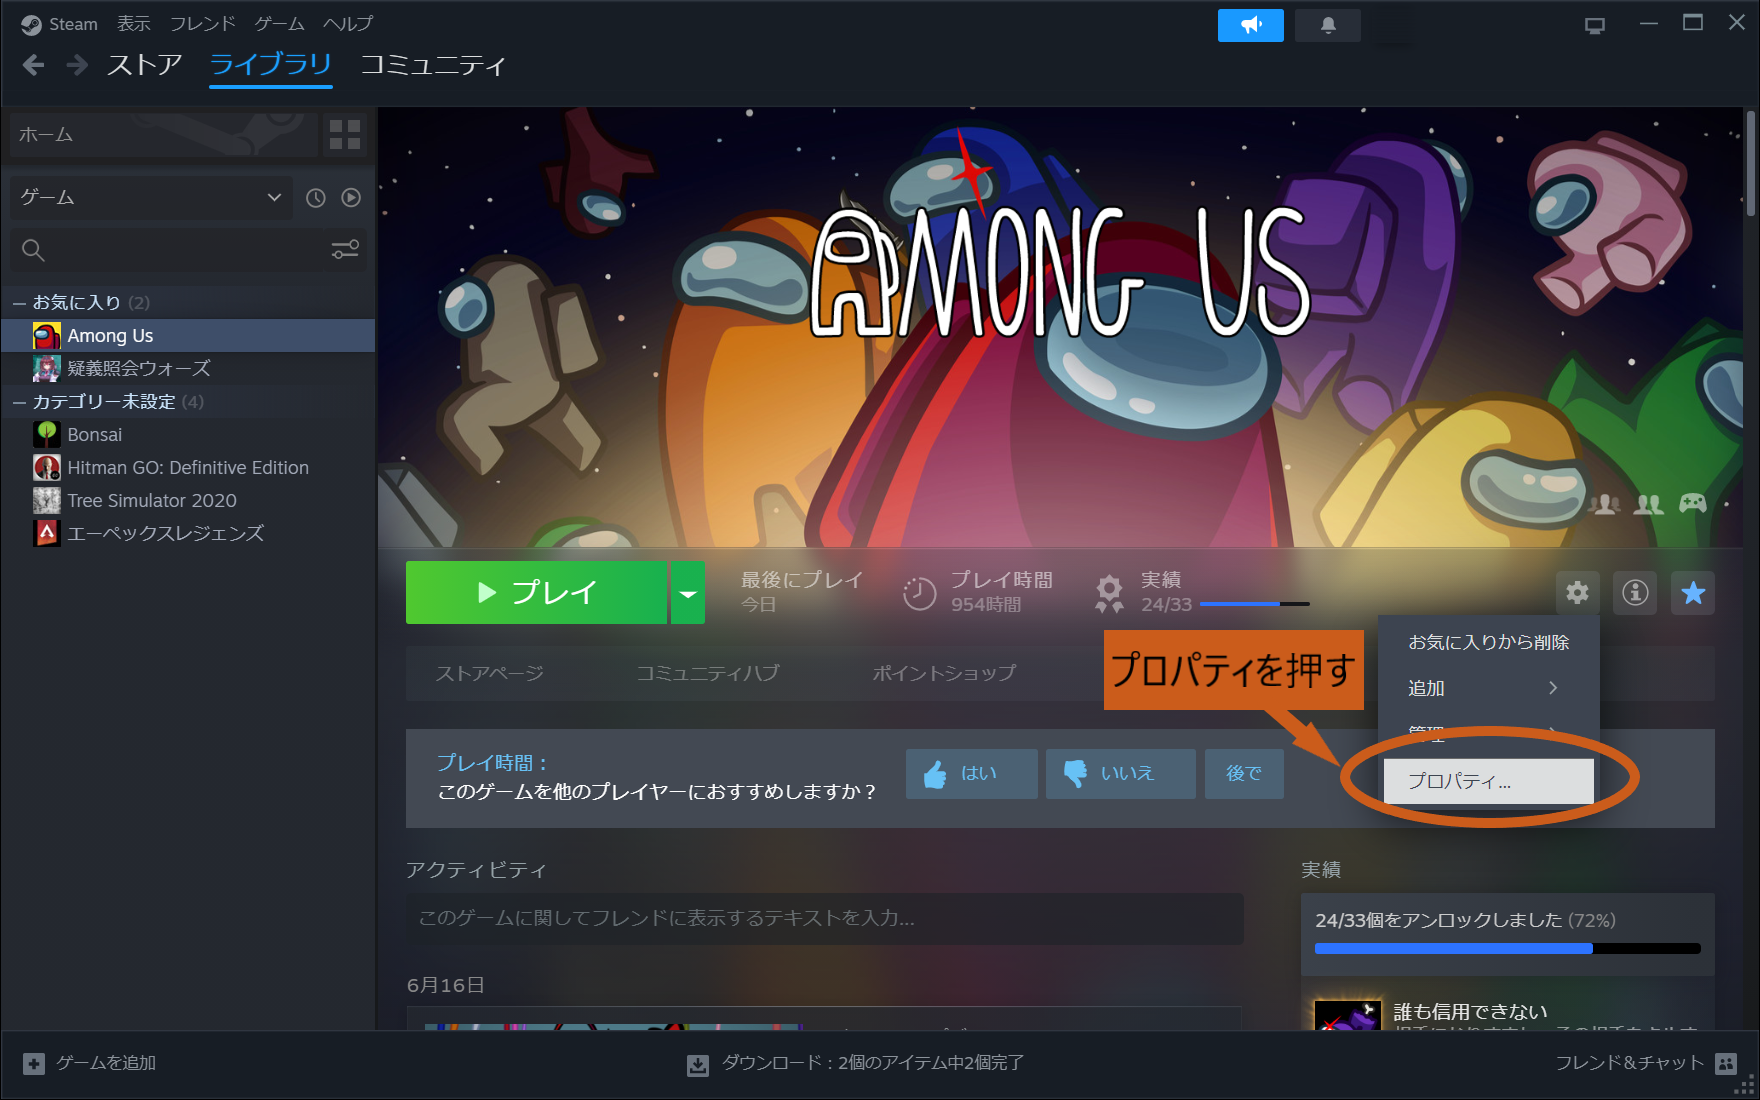 Steam 表示 フレンド ゲーム ヘルプ
ストア ライブラリ コミュニティ
ホーム
ゲーム
お気に入り (2)
Among Us
疑義照会ウォーズ
カテゴリー未設定 (4)
Bonsai
Hitman GO: Definitive Edition
Tree Simulator 2020
エーペックスレジェンズ
AMONG US
プレイ
最後にプレイ
今日
プレイ時間
954時間
実績
24/33
お気に入りから削除
追加
管理
プロパティ...
プロパティを押す
ストアページ コミュニティハブ ポイントショップ
プレイ時間：
このゲームを他のプレイヤーにおすすめしますか？
はい いいえ 後で
アクティビティ
このゲームに関してフレンドに表示するテキストを入力...
6月16日
実績
24/33個をアンロックしました (72%)
誰も信用できない
ゲームを追加
ダウンロード：2個のアイテム中2個完了
フレンド&チャット